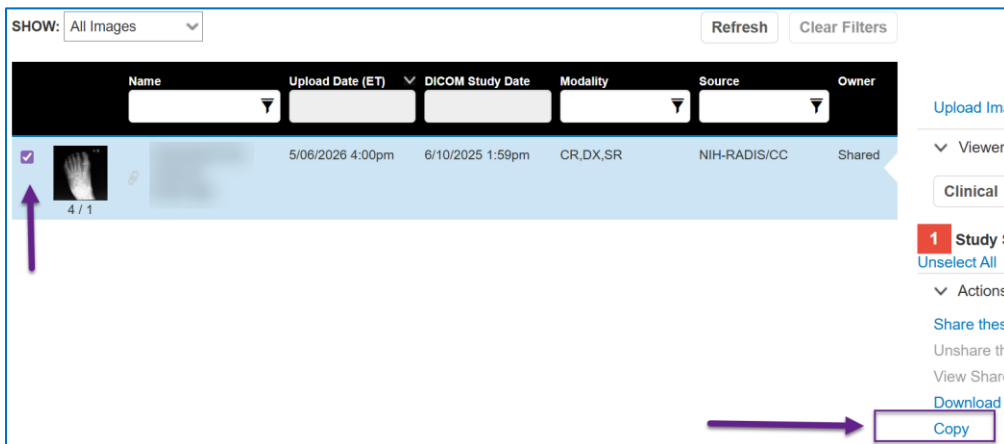 SHOW: All Images
Refresh Clear Filters
Name Upload Date (ET) DICOM Study Date Modality Source Owner
Upload Im
5/06/2026 4:00pm 6/10/2025 1:59pm CR,DX,SR NIH-RADIS/CC Shared
Viewer
Clinical
4 / 1
1 Study S
Unselect All
Actions
Share thes
Unshare th
View Shar
Download
Copy